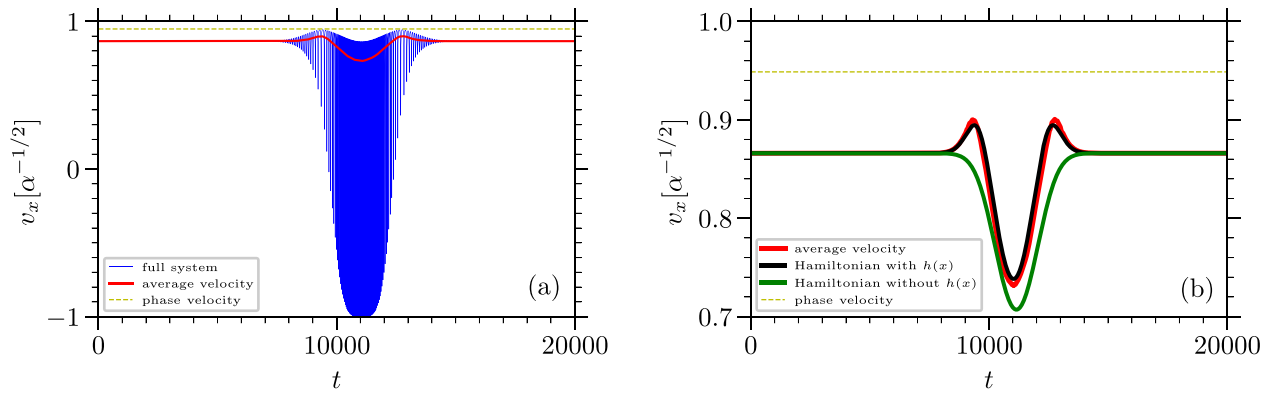 1
0
−1
v_x[α^{−1/2}]
full system
average velocity
phase velocity
(a)
0 10000 20000
t
1.0
0.9
0.8
0.7
v_x[α^{−1/2}]
average velocity
Hamiltonian with h(x)
Hamiltonian without h(x)
phase velocity
(b)
0 10000 20000
t